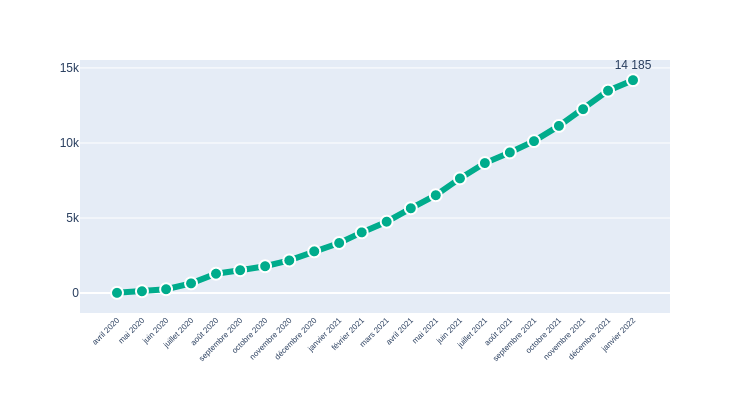 14 185
15k
10k
5k
0
avril 2020
mai 2020
juin 2020
juillet 2020
août 2020
septembre 2020
octobre 2020
novembre 2020
décembre 2020
janvier 2021
février 2021
mars 2021
avril 2021
mai 2021
juin 2021
juillet 2021
août 2021
septembre 2021
octobre 2021
novembre 2021
décembre 2021
janvier 2022